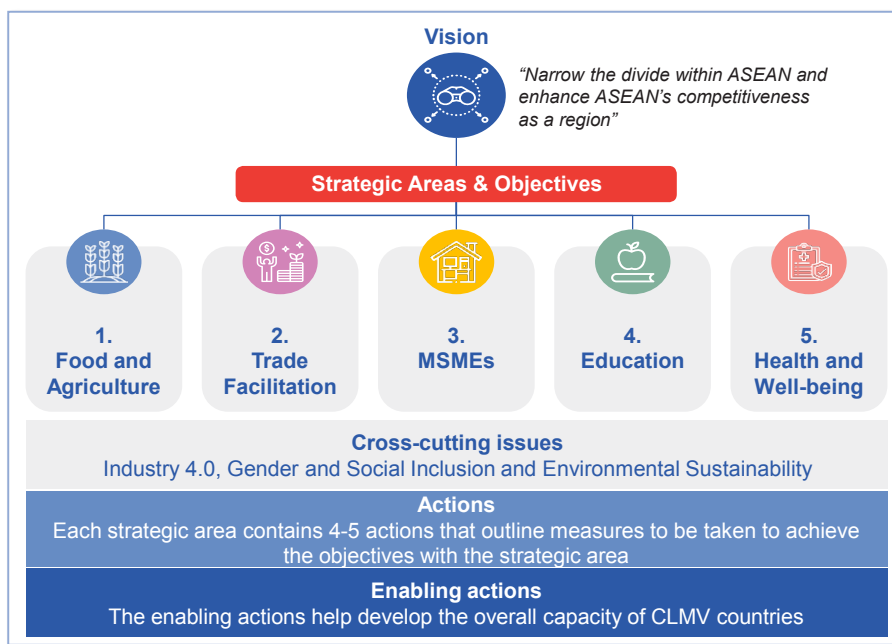 Vision
“Narrow the divide within ASEAN and
enhance ASEAN’s competitiveness
as a region”
Strategic Areas & Objectives
1.
Food and
Agriculture
2.
Trade
Facilitation
3.
MSMEs
4.
Education
5.
Health and
Well-being
Cross-cutting issues
Industry 4.0, Gender and Social Inclusion and Environmental Sustainability
Actions
Each strategic area contains 4-5 actions that outline measures to be taken to achieve
the objectives with the strategic area
Enabling actions
The enabling actions help develop the overall capacity of CLMV countries